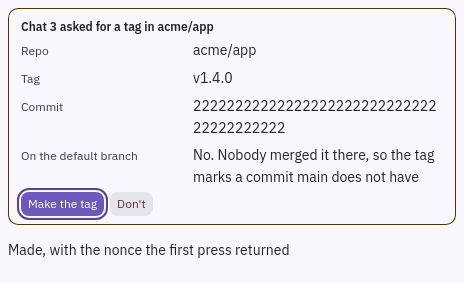 Chat 3 asked for a tag in acme/app
Repo acme/app
Tag v1.4.0
Commit 22222222222222222222222222222
22222222222
On the default branch No. Nobody merged it there, so the tag
marks a commit main does not have
Make the tag Don't
Made, with the nonce the first press returned